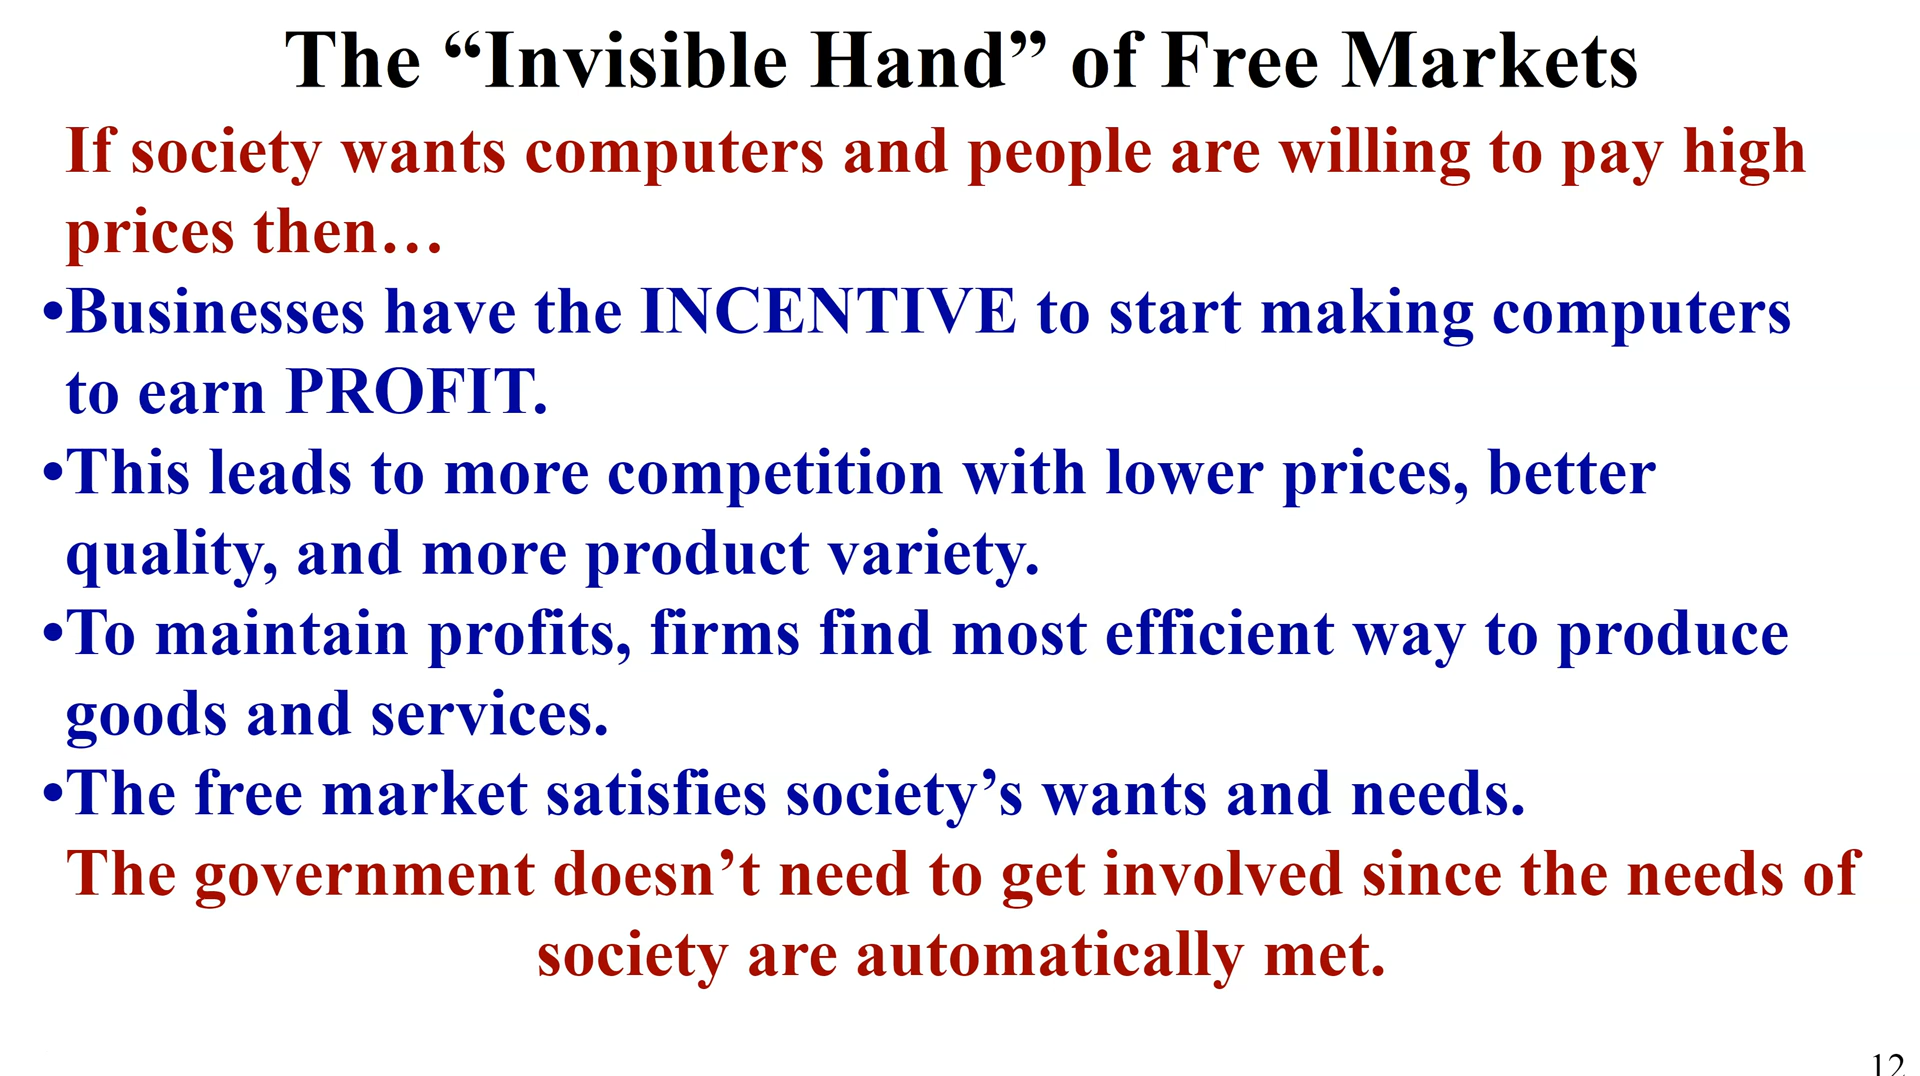 The “Invisible Hand” of Free Markets
If society wants computers and people are willing to pay high
prices then…
•Businesses have the INCENTIVE to start making computers
to earn PROFIT.
•This leads to more competition with lower prices, better
quality, and more product variety.
•To maintain profits, firms find most efficient way to produce
goods and services.
•The free market satisfies society’s wants and needs.
The government doesn’t need to get involved since the needs of
society are automatically met.
12